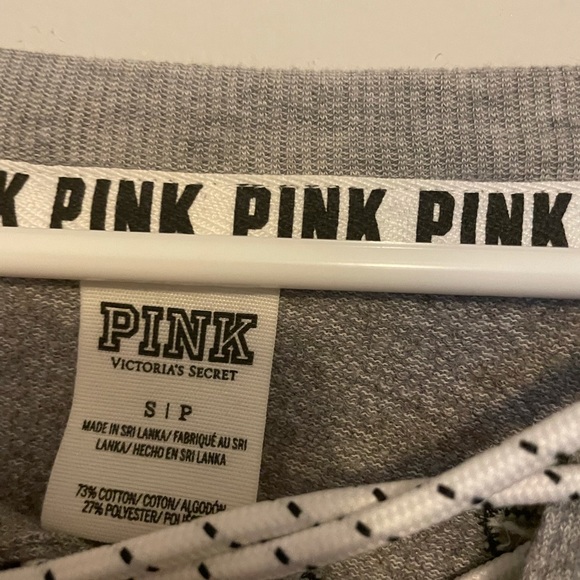 PINK PINK PINK
PINK
VICTORIA'S SECRET
S | P
MADE IN SRI LANKA/ FABRIQUÉ AU SRI
LANKA/ HECHO EN SRI LANKA
73% COTTON/ COTON/ ALGODÓN
27% POLYESTER/